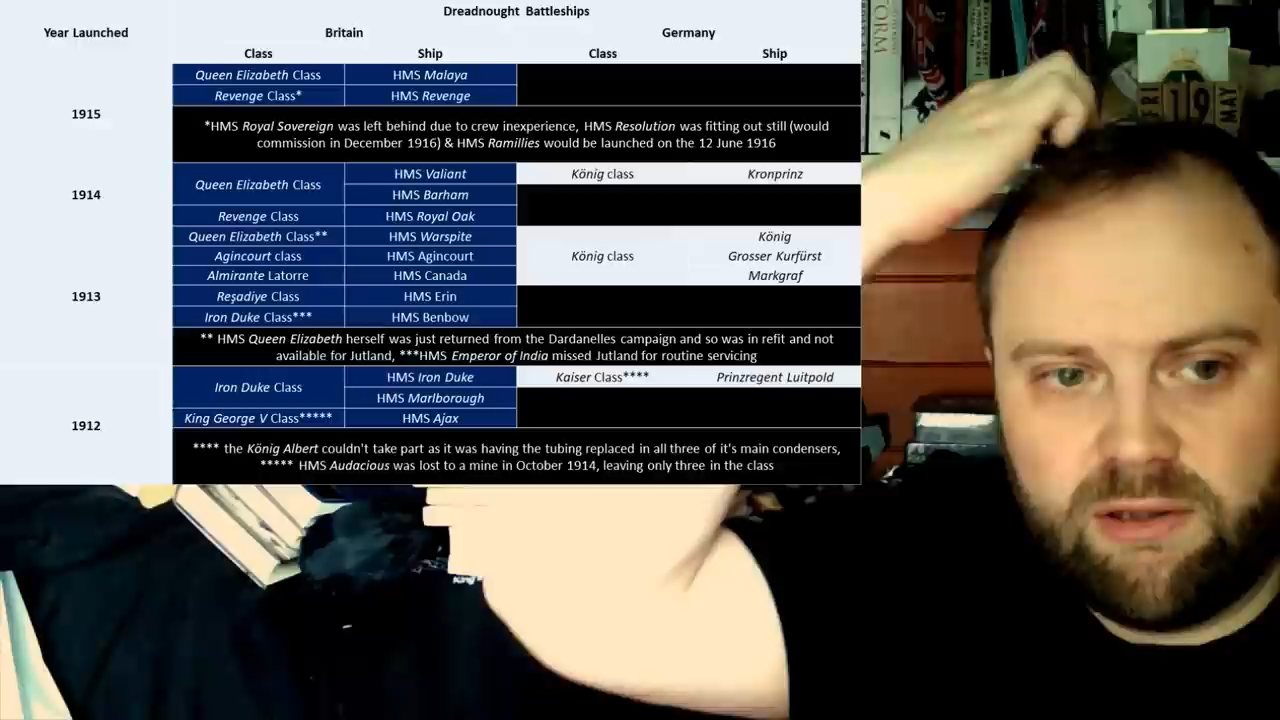 Dreadnought Battleships
Year Launched Britain Germany
Class Ship Class Ship
Queen Elizabeth Class HMS Malaya
Revenge Class* HMS Revenge
1915
*HMS Royal Sovereign was left behind due to crew inexperience, HMS Resolution was fitting out still (would
commission in December 1916) & HMS Ramillies would be launched on the 12 June 1916
1914
Queen Elizabeth Class HMS Valiant König class Kronprinz
HMS Barham
Revenge Class HMS Royal Oak
1913
Queen Elizabeth Class** HMS Warspite König
Agincourt class HMS Agincourt König class Grosser Kurfürst
Almirante Latorre HMS Canada Markgraf
Reşadiye Class HMS Erin
Iron Duke Class*** HMS Benbow
** HMS Queen Elizabeth herself was just returned from the Dardanelles campaign and so was in refit and not
available for Jutland, ***HMS Emperor of India missed Jutland for routine servicing
1912
Iron Duke Class HMS Iron Duke Kaiser Class**** Prinzregent Luitpold
HMS Marlborough
King George V Class***** HMS Ajax
**** the König Albert couldn't take part as it was having the tubing replaced in all three of it's main condensers,
***** HMS Audacious was lost to a mine in October 1914, leaving only three in the class
FRI 19 MAY